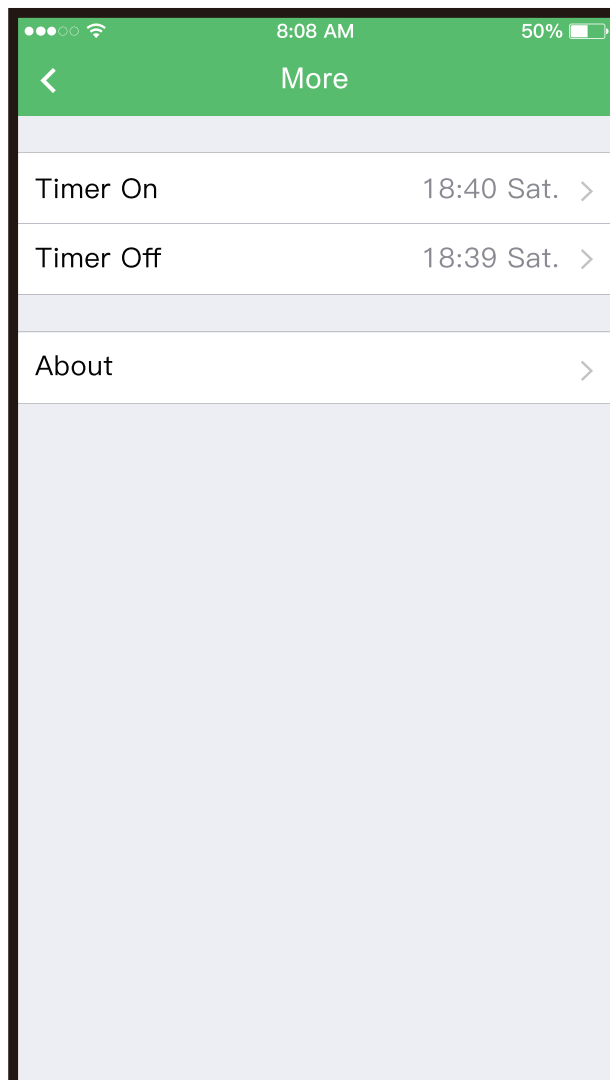 8:08 AM 50%
More
Timer On 18:40 Sat.
Timer Off 18:39 Sat.
About